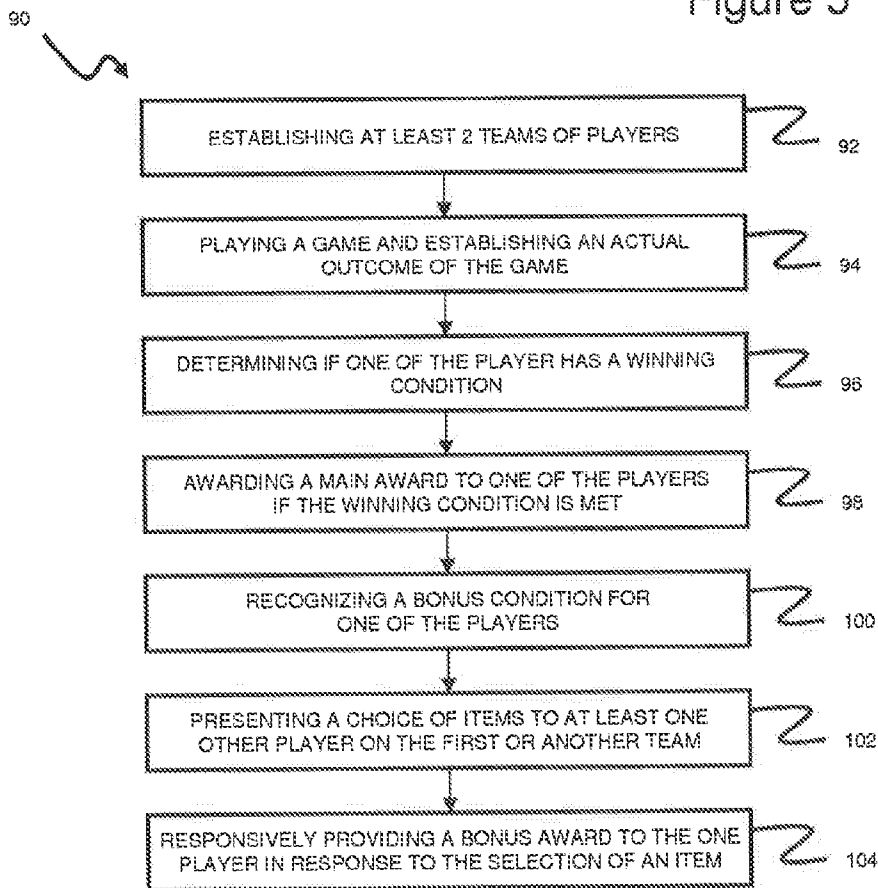 Figure 5
90
ESTABLISHING AT LEAST 2 TEAMS OF PLAYERS
92
PLAYING A GAME AND ESTABLISHING AN ACTUAL
OUTCOME OF THE GAME
94
DETERMINING IF ONE OF THE PLAYER HAS A WINNING
CONDITION
96
AWARDING A MAIN AWARD TO ONE OF THE PLAYERS
IF THE WINNING CONDITION IS MET
98
RECOGNIZING A BONUS CONDITION FOR
ONE OF THE PLAYERS
100
PRESENTING A CHOICE OF ITEMS TO AT LEAST ONE
OTHER PLAYER ON THE FIRST OR ANOTHER TEAM
102
RESPONSIVELY PROVIDING A BONUS AWARD TO THE ONE
PLAYER IN RESPONSE TO THE SELECTION OF AN ITEM
104